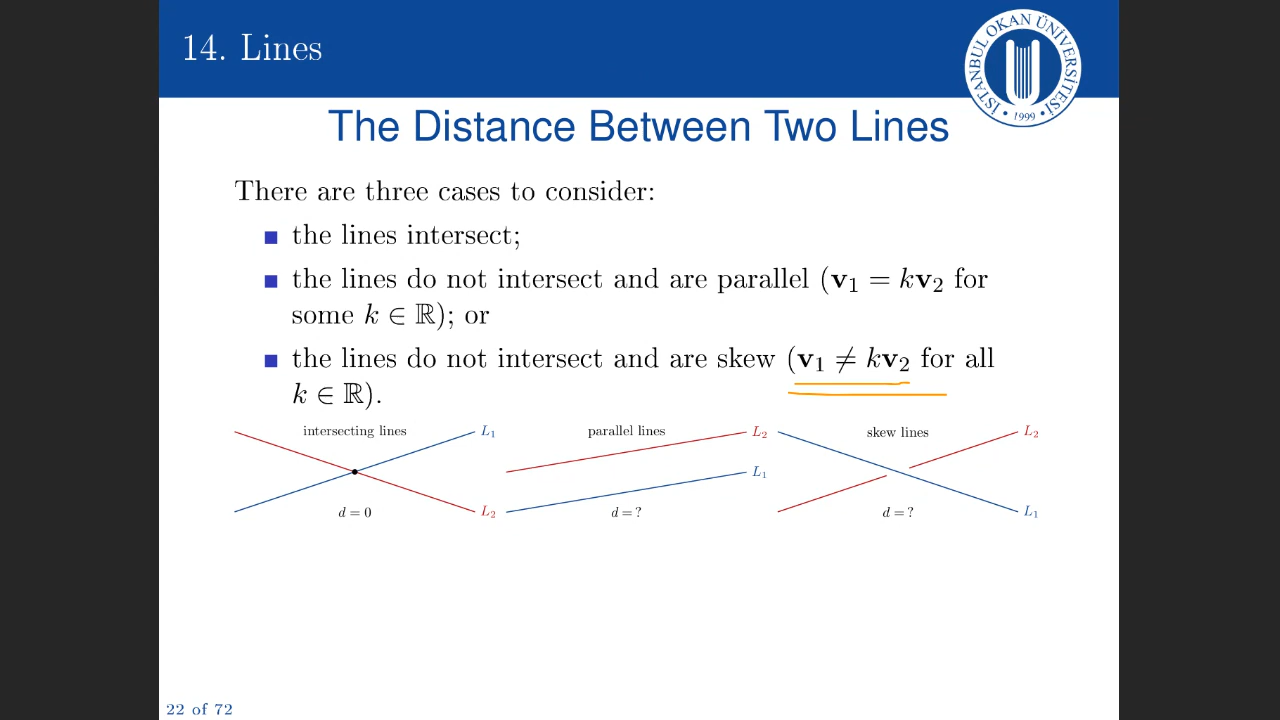 14. Lines
İSTANBUL OKAN ÜNİVERSİTESİ
• 1999 •
The Distance Between Two Lines
There are three cases to consider:
■ the lines intersect;
■ the lines do not intersect and are parallel (v₁ = kv₂ for
some k ∈ ℝ); or
■ the lines do not intersect and are skew (v₁ ≠ kv₂ for all
k ∈ ℝ).
intersecting lines L₁
L₂
d = 0
parallel lines L₂
L₁
d = ?
skew lines L₂
d = ? L₁
22 of 72